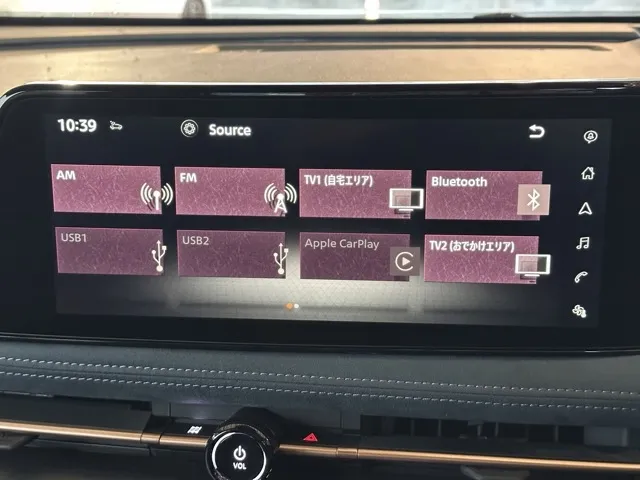 10:39
Source
AM
FM
TV1 (自宅エリア)
Bluetooth
USB1
USB2
Apple CarPlay
TV2 (おでかけエリア)
VOL